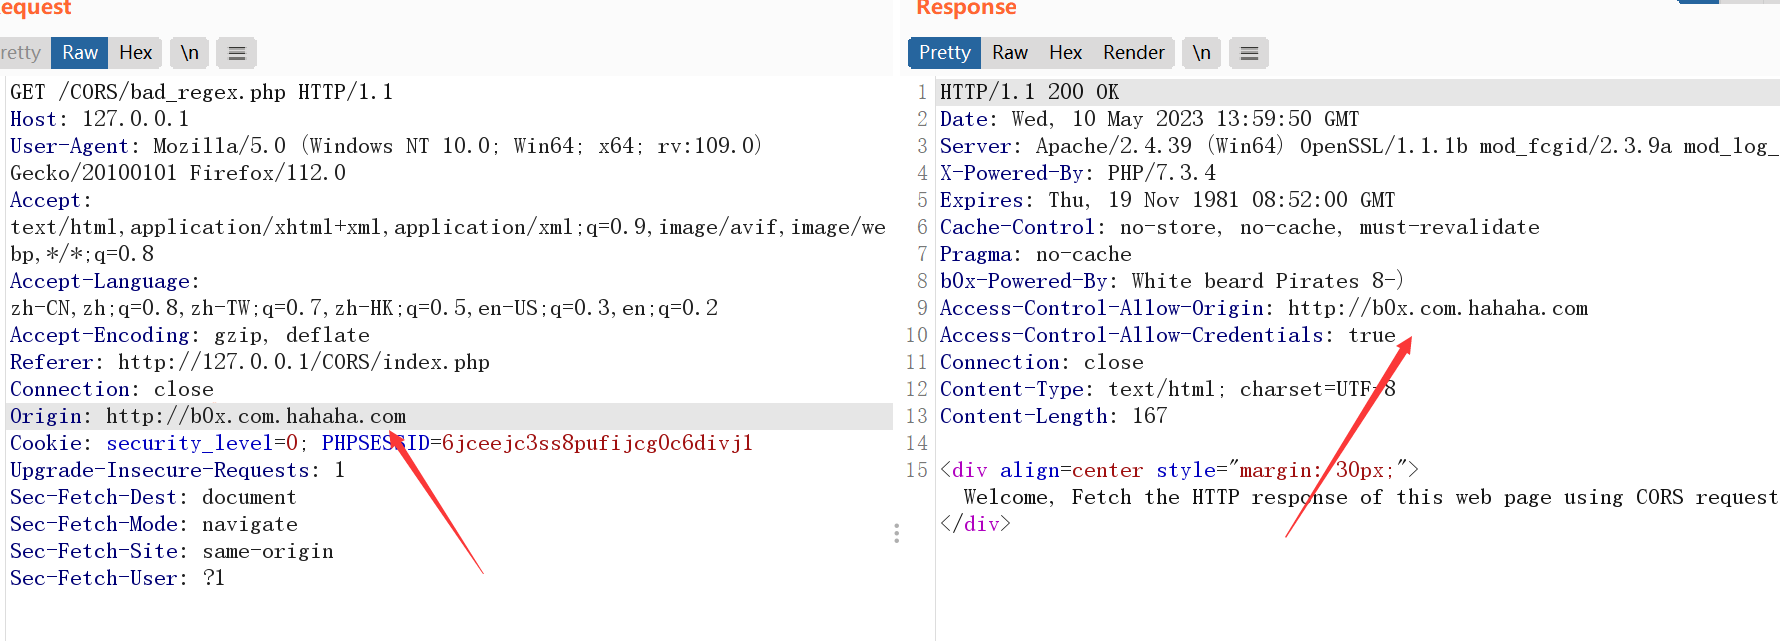 equest
retty Raw Hex \n
GET /CORS/bad_regex.php HTTP/1.1
Host: 127.0.0.1
User-Agent: Mozilla/5.0 (Windows NT 10.0; Win64; x64; rv:109.0)
Gecko/20100101 Firefox/112.0
Accept:
text/html,application/xhtml+xml,application/xml;q=0.9,image/avif,image/we
bp,*/*;q=0.8
Accept-Language:
zh-CN,zh;q=0.8,zh-TW;q=0.7,zh-HK;q=0.5,en-US;q=0.3,en;q=0.2
Accept-Encoding: gzip, deflate
Referer: http://127.0.0.1/CORS/index.php
Connection: close
Origin: http://b0x.com.hahaha.com
Cookie: security_level=0; PHPSESSID=6jceejc3ss8pufijcg0c6divj1
Upgrade-Insecure-Requests: 1
Sec-Fetch-Dest: document
Sec-Fetch-Mode: navigate
Sec-Fetch-Site: same-origin
Sec-Fetch-User: ?1
Response
Pretty Raw Hex Render \n
1 HTTP/1.1 200 OK
2 Date: Wed, 10 May 2023 13:59:50 GMT
3 Server: Apache/2.4.39 (Win64) OpenSSL/1.1.1b mod_fcgid/2.3.9a mod_log_
4 X-Powered-By: PHP/7.3.4
5 Expires: Thu, 19 Nov 1981 08:52:00 GMT
6 Cache-Control: no-store, no-cache, must-revalidate
7 Pragma: no-cache
8 b0x-Powered-By: White beard Pirates 8-)
9 Access-Control-Allow-Origin: http://b0x.com.hahaha.com
10 Access-Control-Allow-Credentials: true
11 Connection: close
12 Content-Type: text/html; charset=UTF-8
13 Content-Length: 167
14
15 <div align=center style="margin: 30px;">
Welcome, Fetch the HTTP response of this web page using CORS request
</div>